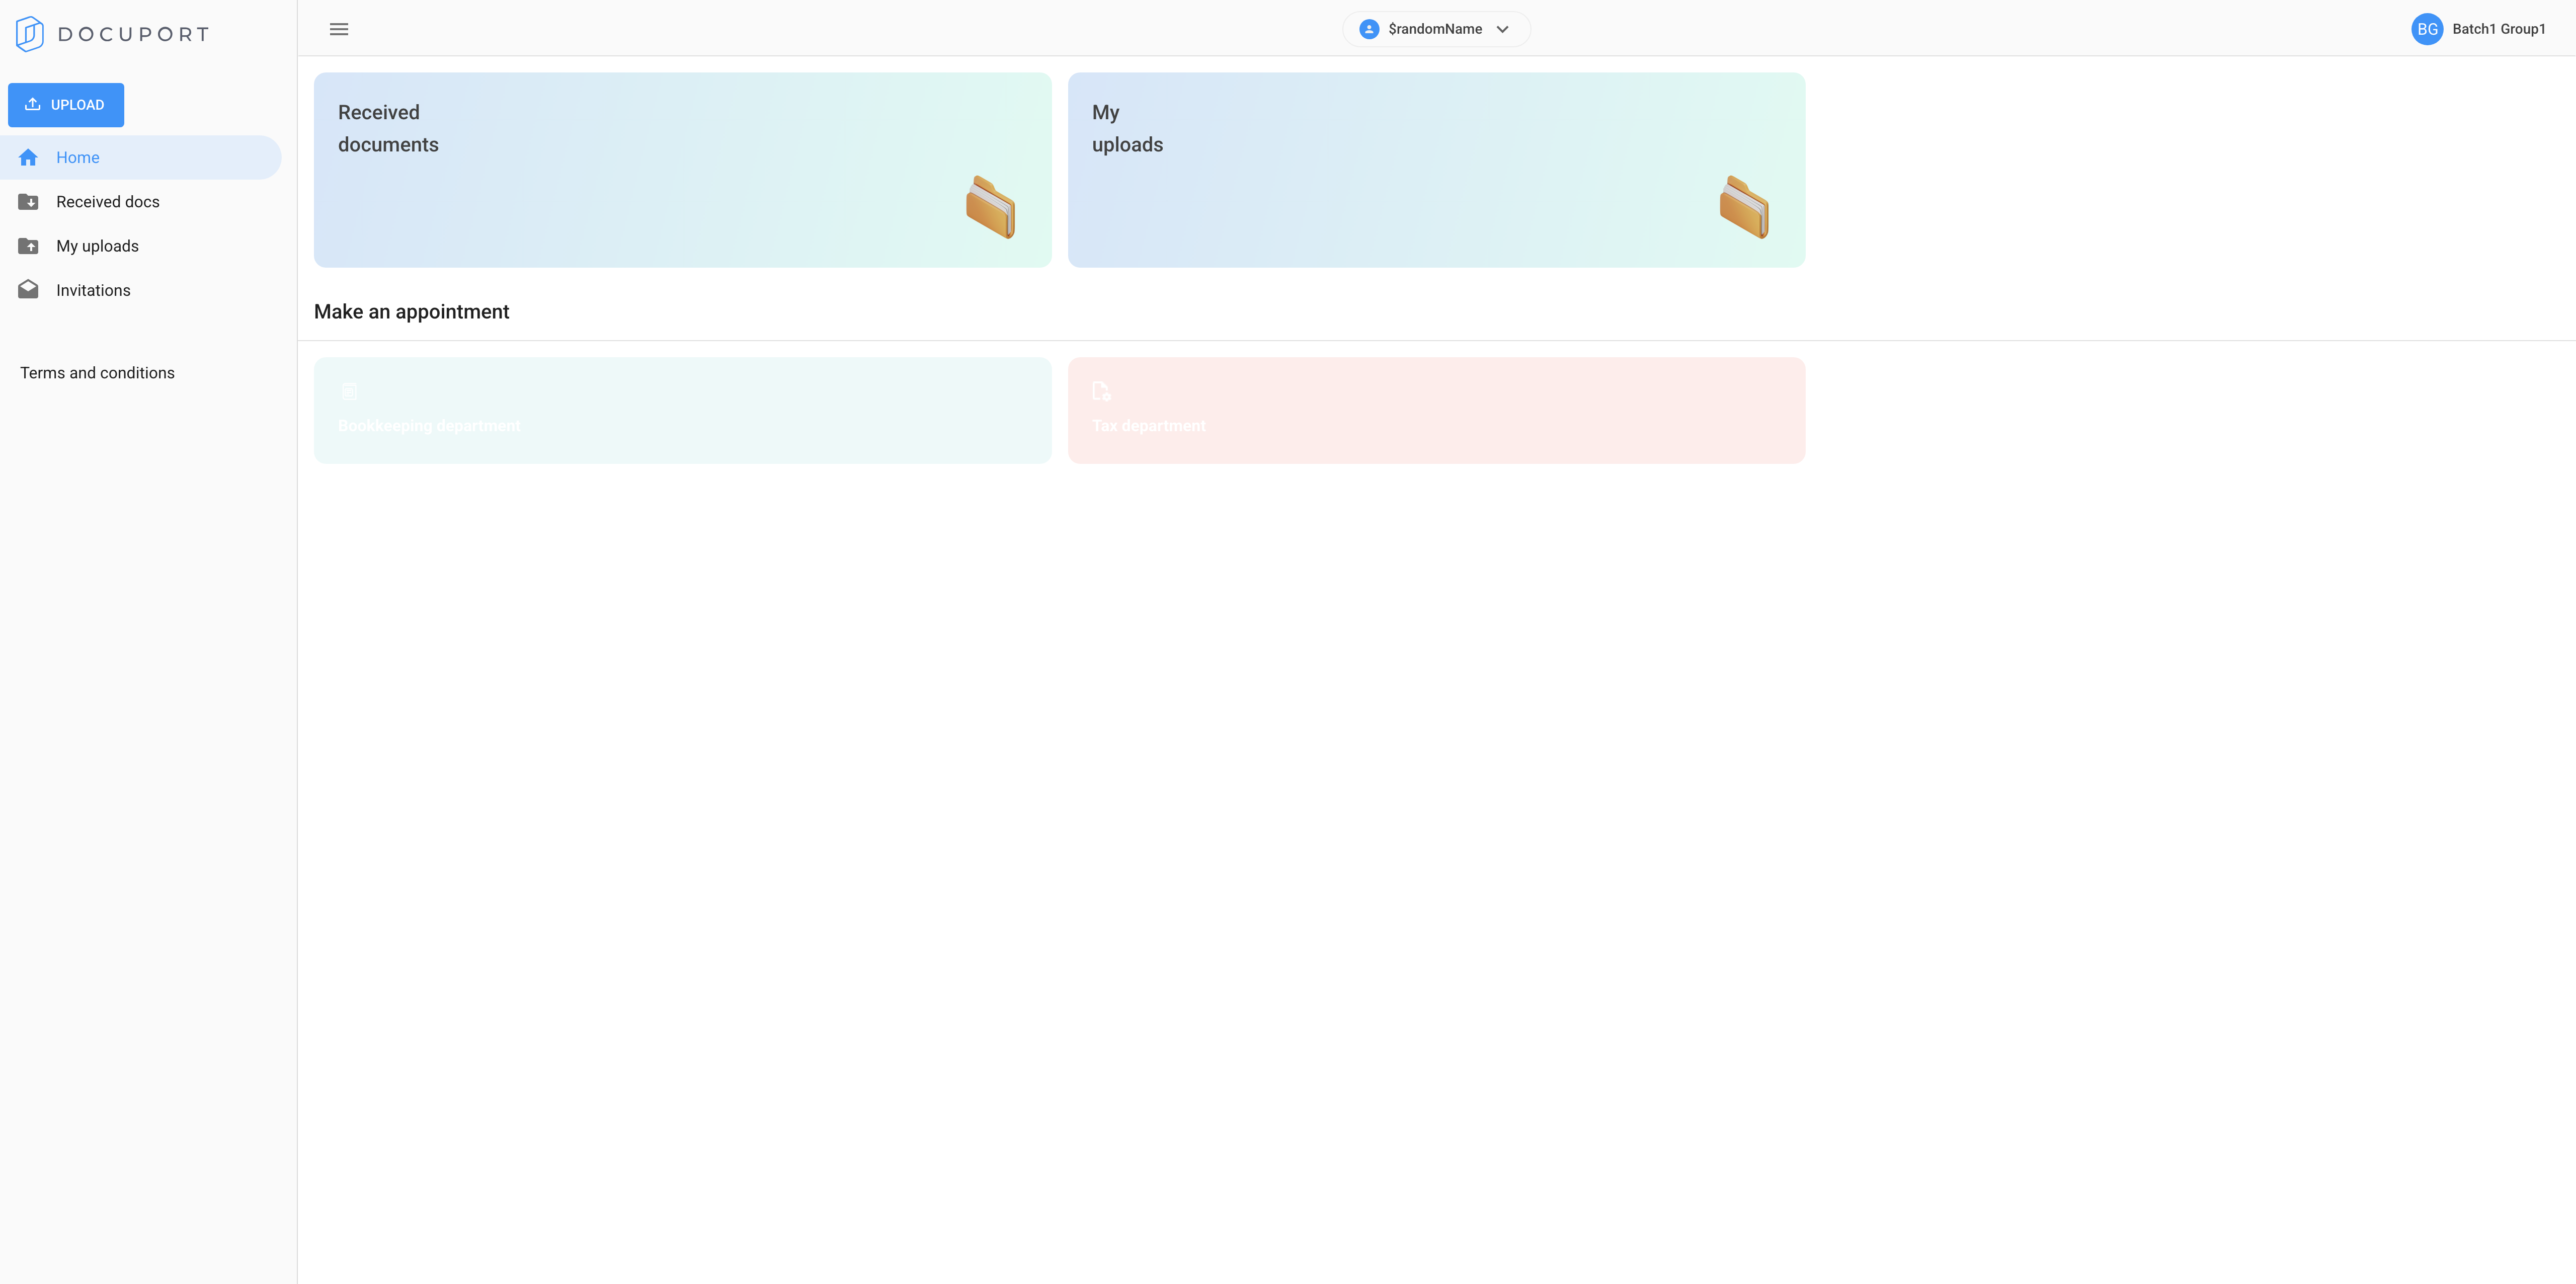 DOCUPORT
$randomName
BG Batch1 Group1
UPLOAD
Home
Received docs
My uploads
Invitations
Terms and conditions
Received
documents
My
uploads
Make an appointment
Bookkeeping department
Tax department